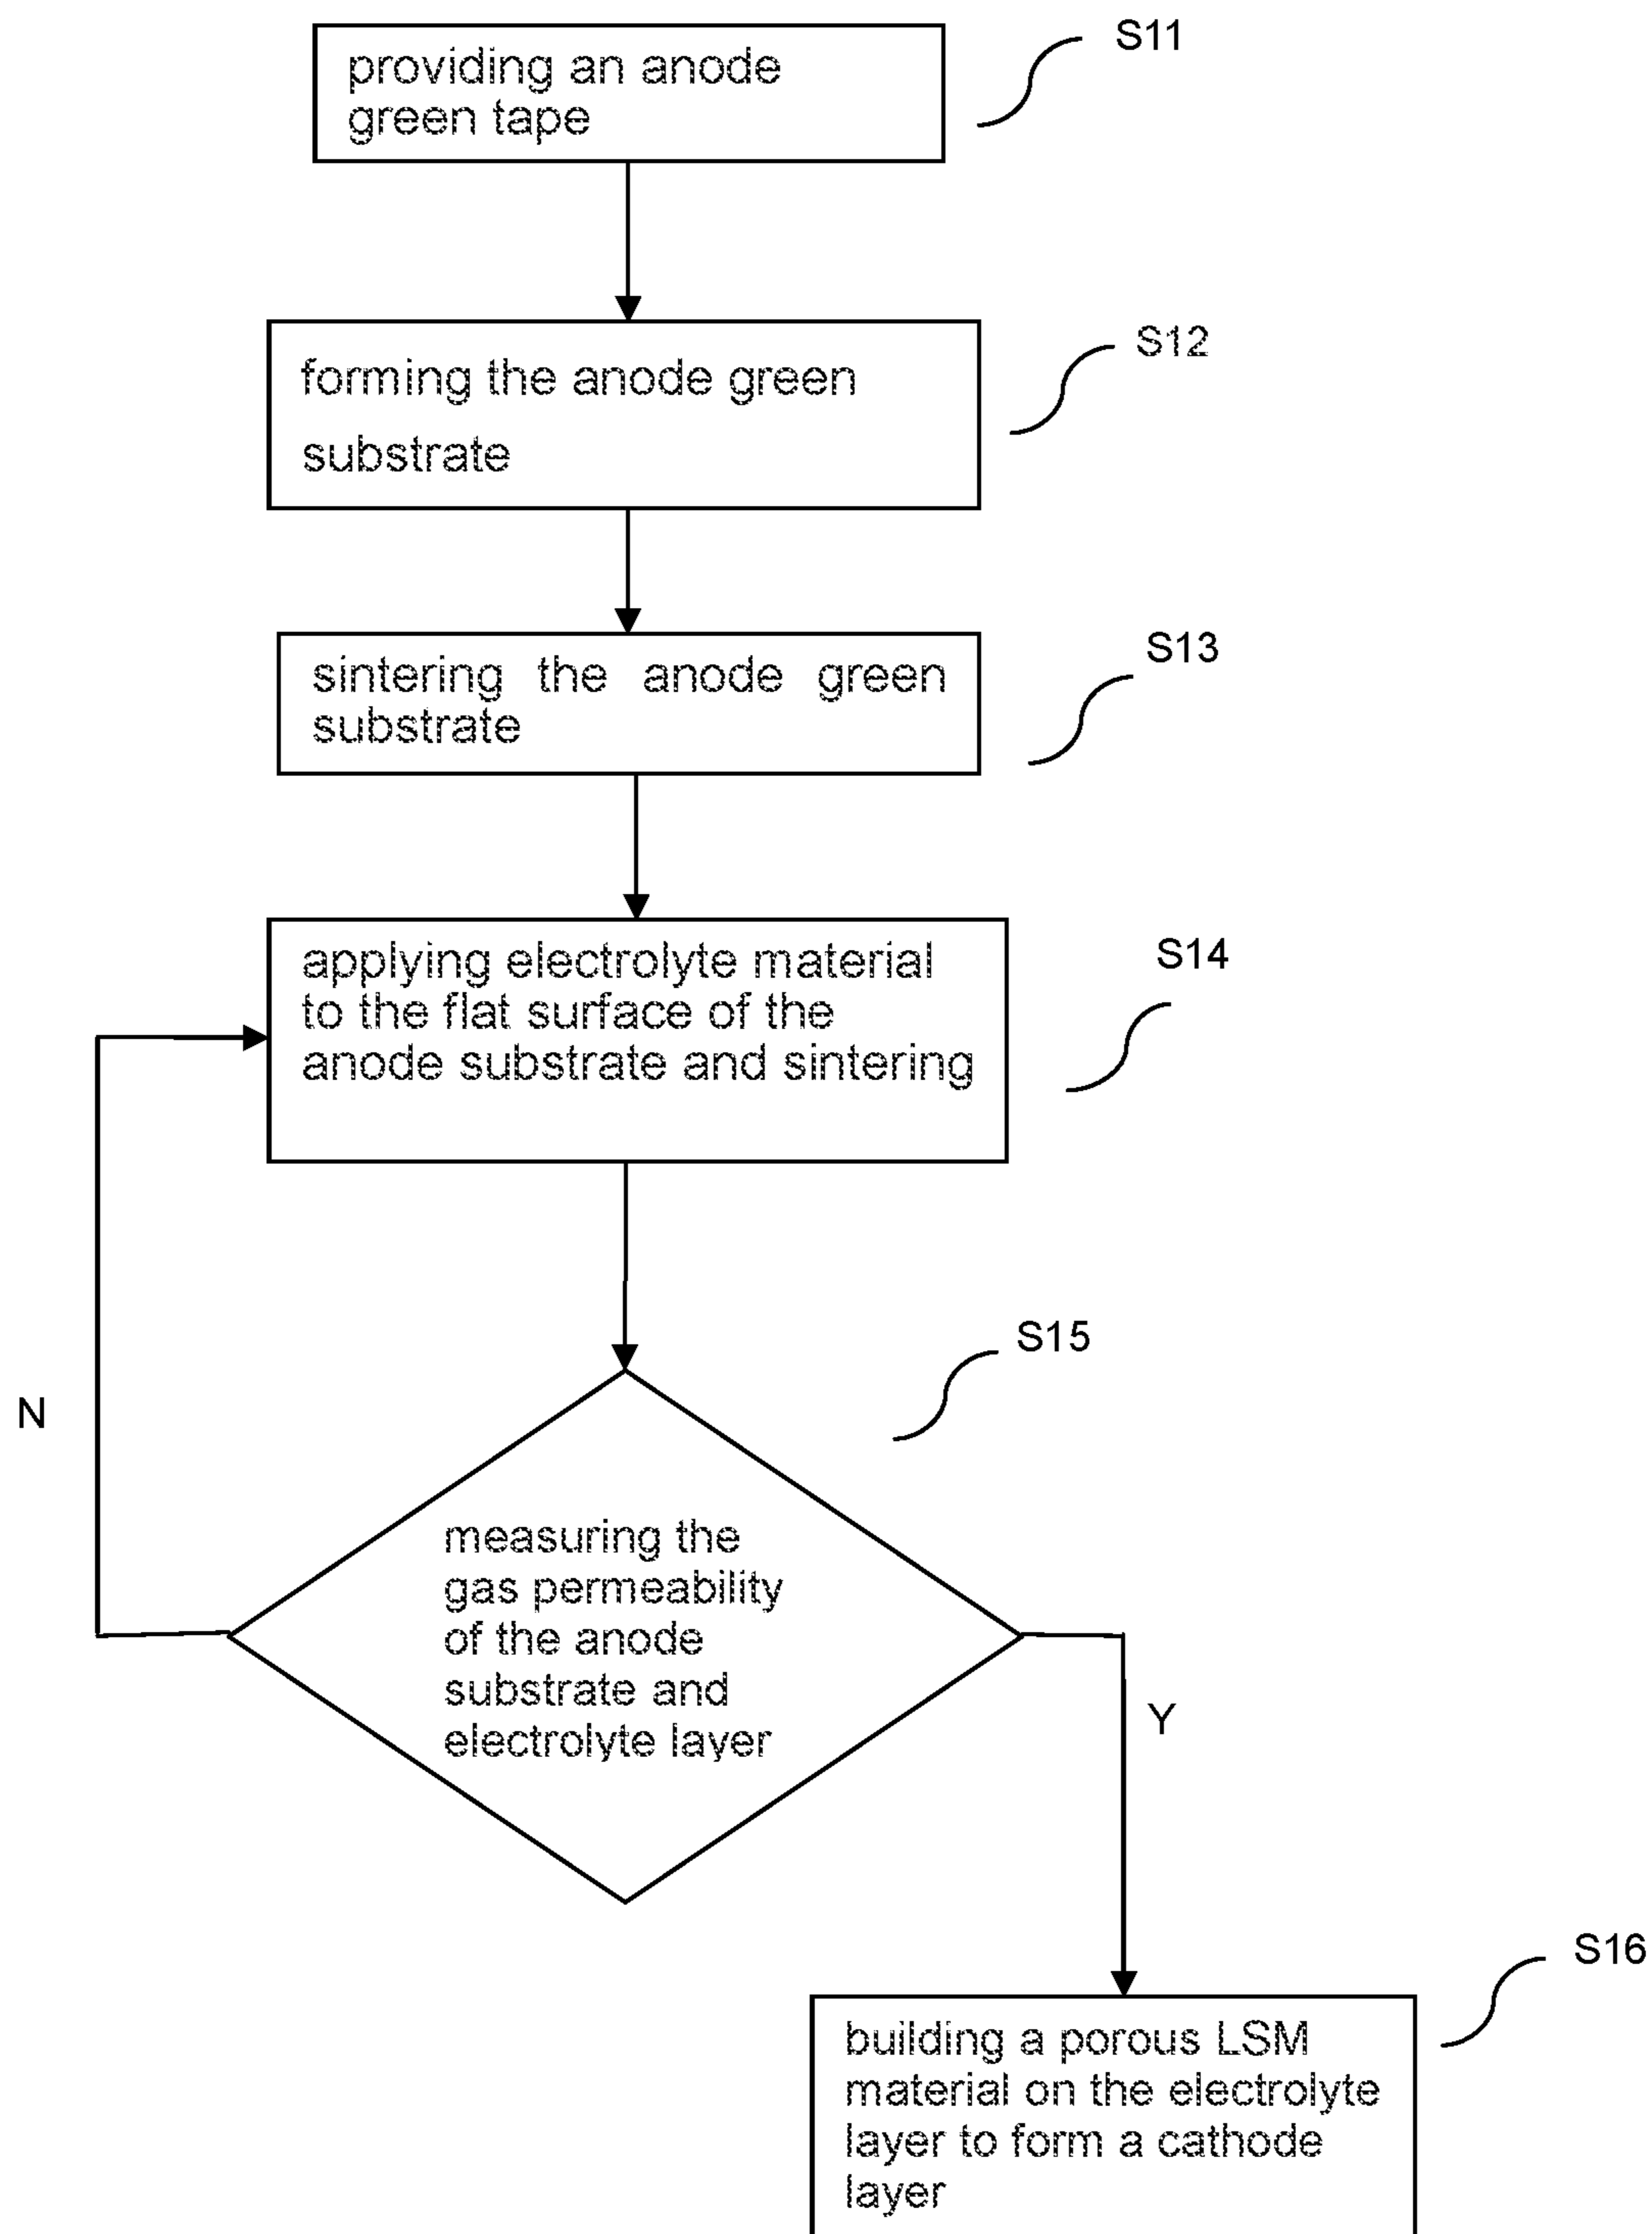 providing an anode
green tape
S11
forming the anode green
substrate
S12
sintering the anode green
substrate
S13
applying electrolyte material
to the flat surface of the
anode substrate and sintering
S14
S15
N
measuring the
gas permeability
of the anode
substrate and
electrolyte layer
Y
S16
building a porous LSM
material on the electrolyte
layer to form a cathode
layer